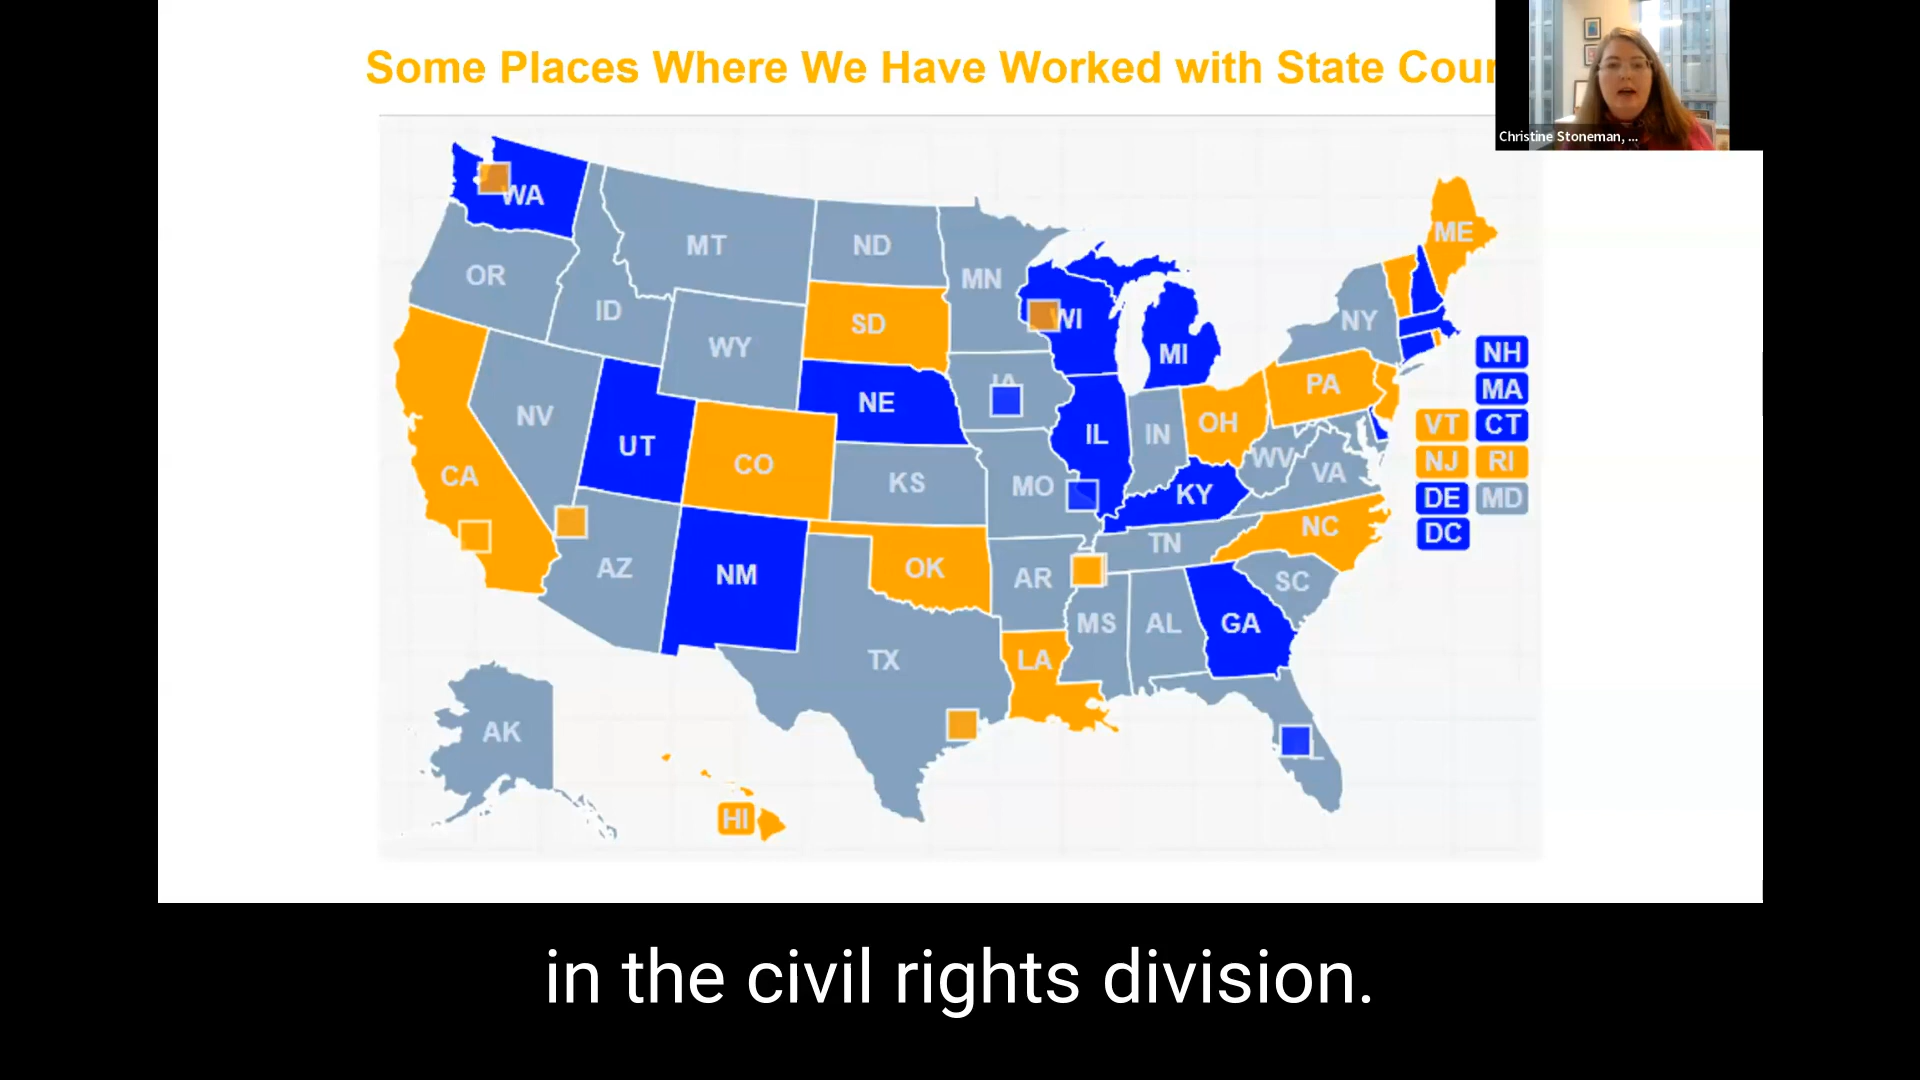 Some Places Where We Have Worked with State Cour
Christine Stoneman, ...
WA
MT
ND
MN
OR
ID
WY
SD
WI
MI
NY
ME
NV
UT
CO
NE
IA
IL
IN
OH
PA
CA
KS
MO
KY
WV
VA
AZ
NM
OK
AR
TN
NC
SC
TX
LA
MS
AL
GA
AK
HI
NH
MA
VT CT
NJ RI
DE MD
DC
in the civil rights division.